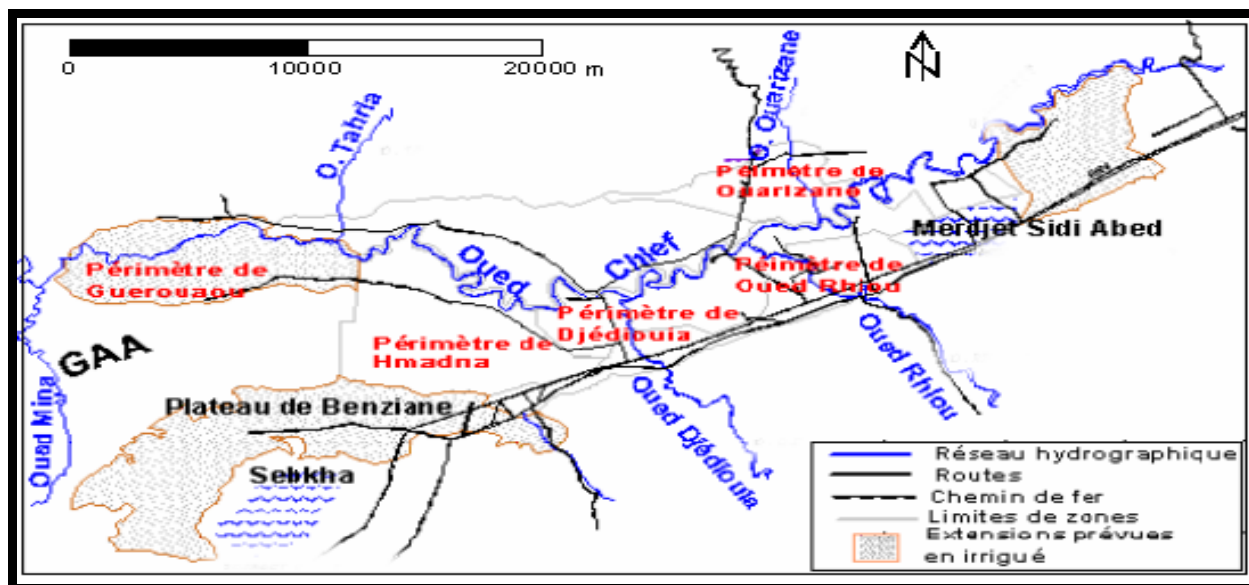 0 10000 20000 m
N
R
O. Tahria
O. Ouarizane
Périmètre de
Ouarizane
Merdjet Sidi Abed
Oued
Chlef
Périmètre de
Guerouaou
Périmètre de
Oued Rhiou
Périmètre de
Djédiouia
Périmètre de
Hmadna
GAA
Oued Mina
Oued Rhiou
Oued Djédiouia
Plateau de Benziane
Sebkha
Réseau hydrographique
Routes
Chemin de fer
Limites de zones
Extensions prévues
en irrigué